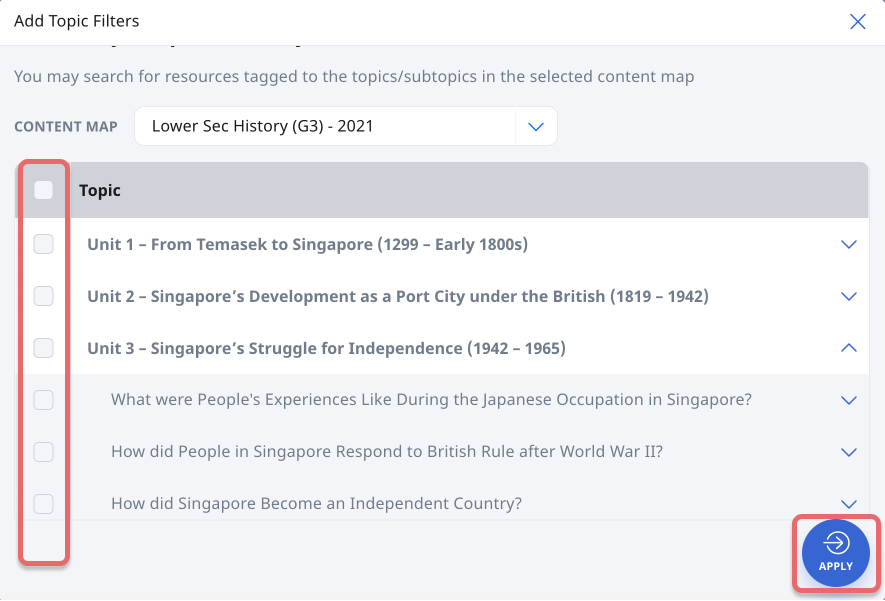 Add Topic Filters
You may search for resources tagged to the topics/subtopics in the selected content map
CONTENT MAP
Lower Sec History (G3) - 2021
Topic
Unit 1 – From Temasek to Singapore (1299 – Early 1800s)
Unit 2 – Singapore’s Development as a Port City under the British (1819 – 1942)
Unit 3 – Singapore’s Struggle for Independence (1942 – 1965)
What were People's Experiences Like During the Japanese Occupation in Singapore?
How did People in Singapore Respond to British Rule after World War II?
How did Singapore Become an Independent Country?
APPLY